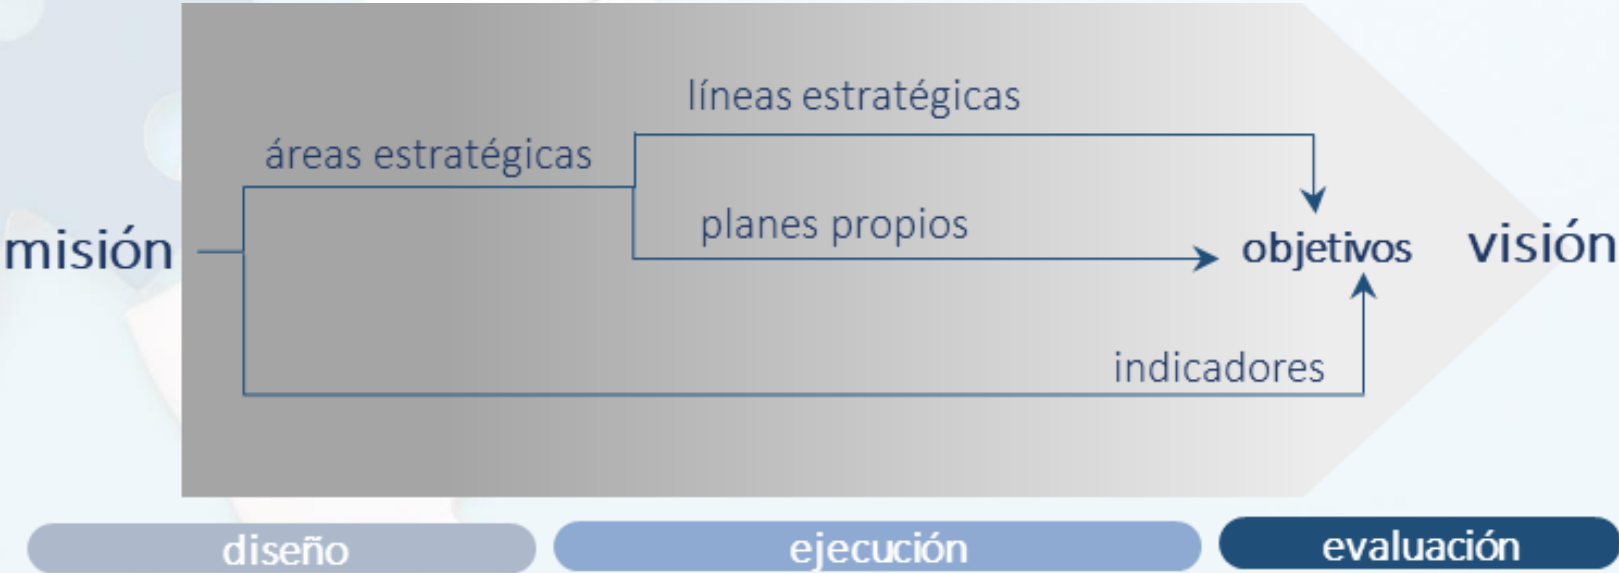 líneas estratégicas
áreas estratégicas
planes propios
misión
objetivos
visión
indicadores
diseño
ejecución
evaluación